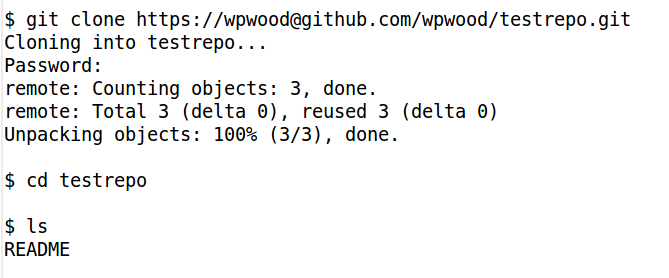 $ git clone https://wpwood@github.com/wpwood/testrepo.git
Cloning into testrepo...
Password:
remote: Counting objects: 3, done.
remote: Total 3 (delta 0), reused 3 (delta 0)
Unpacking objects: 100% (3/3), done.
$ cd testrepo
$ ls
README